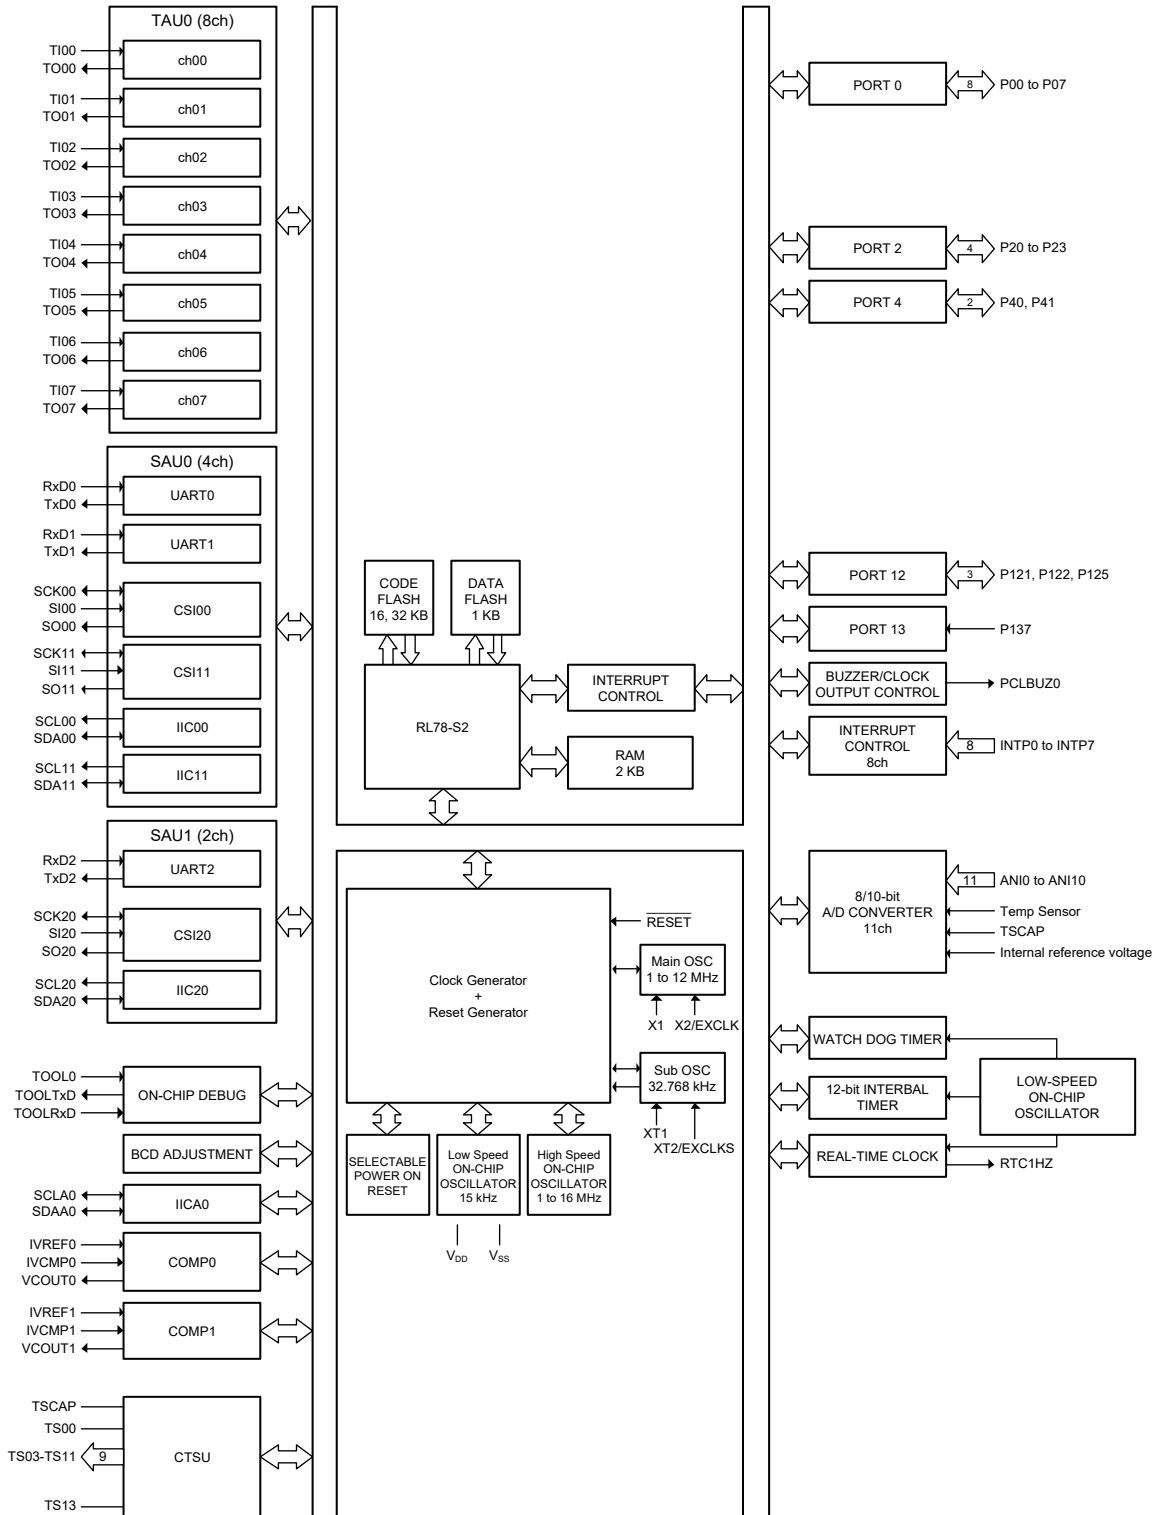 TAU0 (8ch)
TI00
TO00
ch00
TI01
TO01
ch01
TI02
TO02
ch02
TI03
TO03
ch03
TI04
TO04
ch04
TI05
TO05
ch05
TI06
TO06
ch06
TI07
TO07
ch07
SAU0 (4ch)
RxD0
TxD0
UART0
RxD1
TxD1
UART1
SCK00
SI00
SO00
CSI00
SCK11
SI11
SO11
CSI11
SCL00
SDA00
IIC00
SCL11
SDA11
IIC11
SAU1 (2ch)
RxD2
TxD2
UART2
SCK20
SI20
SO20
CSI20
SCL20
SDA20
IIC20
TOOL0
TOOLTxD
TOOLRxD
ON-CHIP DEBUG
BCD ADJUSTMENT
SCLA0
SDAA0
IICA0
IVREF0
IVCMP0
VCOUT0
COMP0
IVREF1
IVCMP1
VCOUT1
COMP1
TSCAP
TS00
TS03-TS11
9
TS13
CTSU
CODE
FLASH
16, 32 KB
DATA
FLASH
1 KB
RL78-S2
INTERRUPT
CONTROL
RAM
2 KB
Clock Generator
+
Reset Generator
RESET
Main OSC
1 to 12 MHz
X1
X2/EXCLK
Sub OSC
32.768 kHz
XT1
XT2/EXCLKS
SELECTABLE
POWER ON
RESET
Low Speed
ON-CHIP
OSCILLATOR
15 kHz
High Speed
ON-CHIP
OSCILLATOR
1 to 16 MHz
VDD
VSS
PORT 0
8
P00 to P07
PORT 2
4
P20 to P23
PORT 4
2
P40, P41
PORT 12
3
P121, P122, P125
PORT 13
P137
BUZZER/CLOCK
OUTPUT CONTROL
PCLBUZ0
INTERRUPT
CONTROL
8ch
8
INTP0 to INTP7
8/10-bit
A/D CONVERTER
11ch
11
ANI0 to ANI10
Temp Sensor
TSCAP
Internal reference voltage
WATCH DOG TIMER
12-bit INTERBAL
TIMER
REAL-TIME CLOCK
RTC1HZ
LOW-SPEED
ON-CHIP
OSCILLATOR